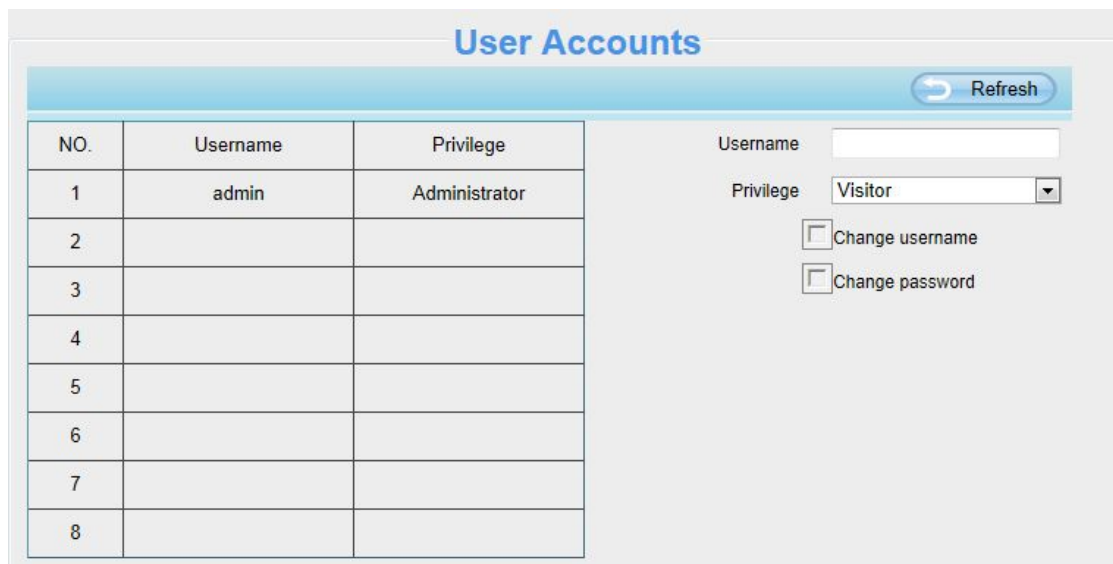 User Accounts
Refresh
NO. Username Privilege
1 admin Administrator
2
3
4
5
6
7
8
Username
Privilege Visitor
Change username
Change password